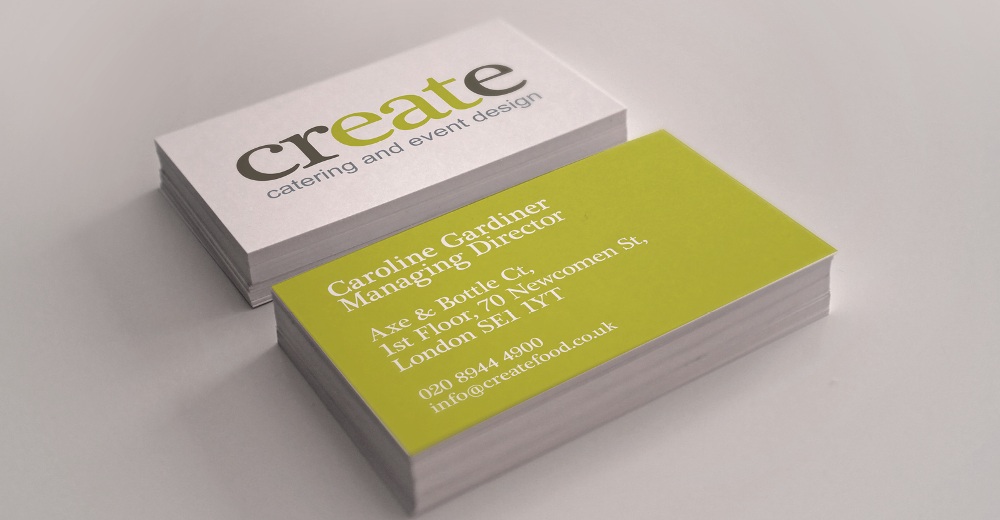 create
catering and event design
Caroline Gardiner
Managing Director
Axe & Bottle Ct,
1st Floor, 70 Newcomen St,
London SE1 1YT
020 8944 4900
info@createfood.co.uk